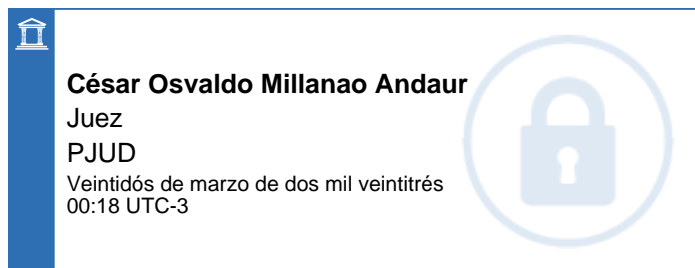 César Osvaldo Millanao Andaur
Juez
PJUD
Veintidós de marzo de dos mil veintitrés
00:18 UTC-3